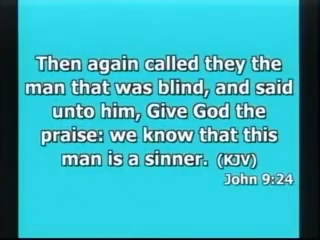 Then again called they the
man that was blind, and said
unto him, Give God the
praise: we know that this
man is a sinner. (KJV)
John 9:24